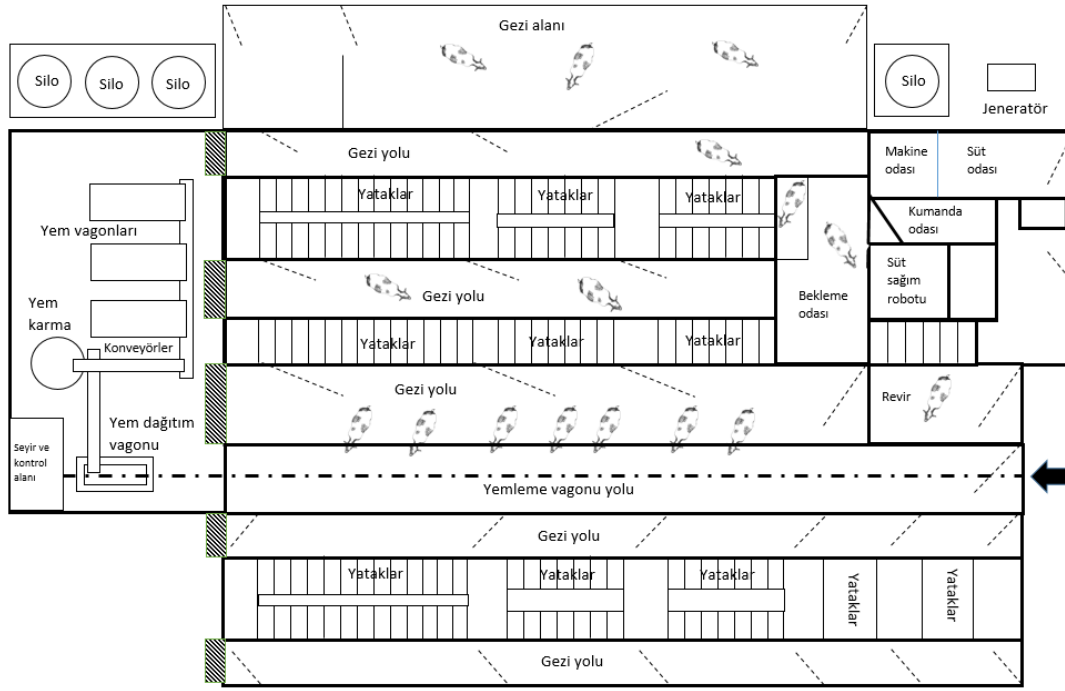 Gezi alanı
Silo
Silo
Silo
Silo
Jeneratör
Gezi yolu
Makine
odası
Süt
odası
Yataklar
Yataklar
Yataklar
Yem vagonları
Kumanda
odası
Gezi yolu
Bekleme
odası
Süt
sağım
robotu
Yem
karma
Konveyörler
Yataklar
Yataklar
Yataklar
Gezi yolu
Revir
Yem dağıtım
vagonu
Seyir ve
kontrol
alanı
Yemleme vagonu yolu
Gezi yolu
Yataklar
Yataklar
Yataklar
Yataklar
Yataklar
Gezi yolu